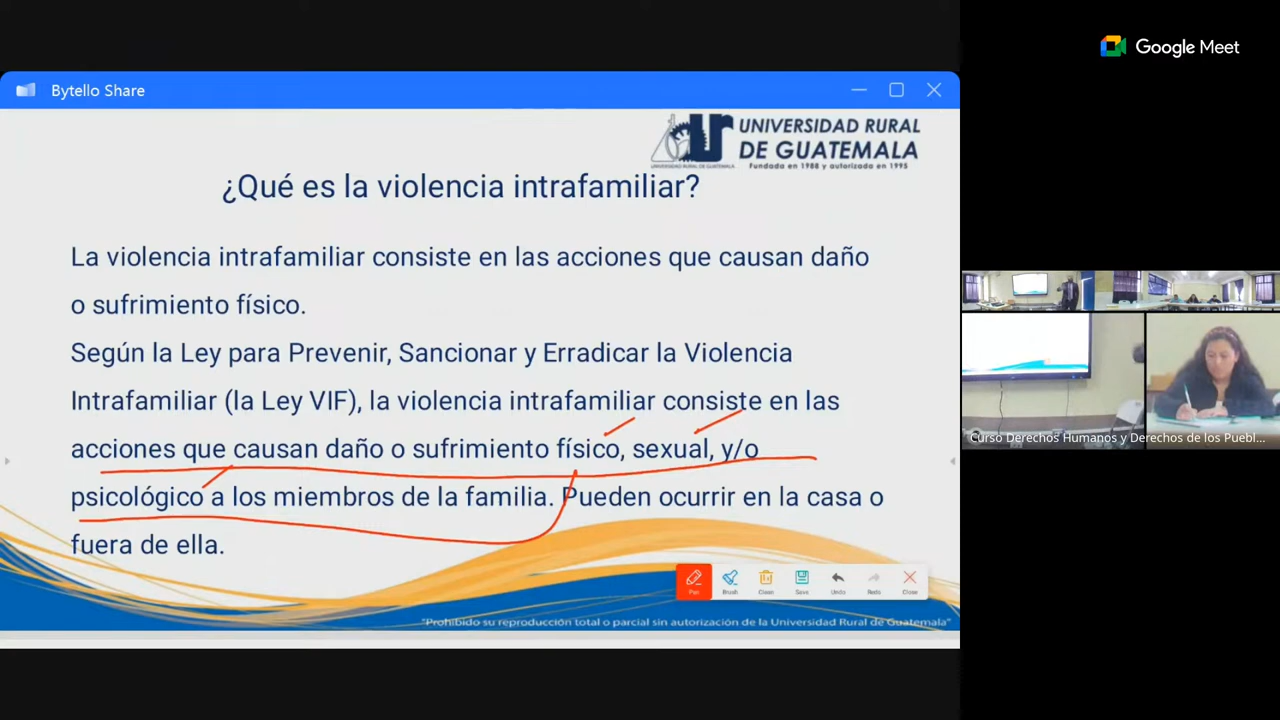 Google Meet
Bytello Share
UNIVERSIDAD RURAL
DE GUATEMALA
UNIVERSIDAD RURAL DE GUATEMALA
Fundada en 1988 y autorizada en 1995
¿Qué es la violencia intrafamiliar?
La violencia intrafamiliar consiste en las acciones que causan daño
o sufrimiento físico.
Según la Ley para Prevenir, Sancionar y Erradicar la Violencia
Intrafamiliar (la Ley VIF), la violencia intrafamiliar consiste en las
acciones que causan daño o sufrimiento físico, sexual, y/o
psicológico a los miembros de la familia. Pueden ocurrir en la casa o
fuera de ella.
Pen Brush Clean Save Undo Redo Close
"Prohibido su reproducción total o parcial sin autorización de la Universidad Rural de Guatemala"
Curso Derechos Humanos y Derechos de los Puebl...